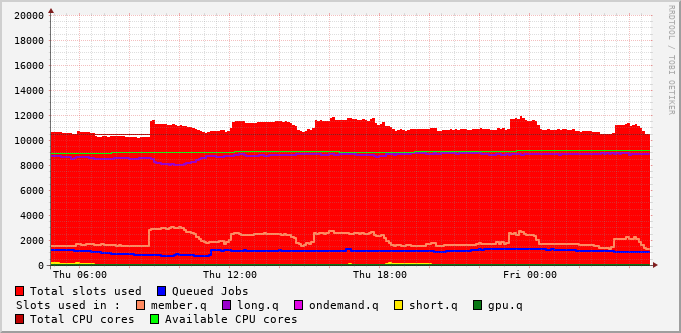 20000
18000
16000
14000
12000
10000
8000
6000
4000
2000
0
Thu 06:00 Thu 12:00 Thu 18:00 Fri 00:00
RRDTOOL / TOBI OETIKER
Total slots used Queued Jobs
Slots used in : member.q long.q ondemand.q short.q gpu.q
Total CPU cores Available CPU cores